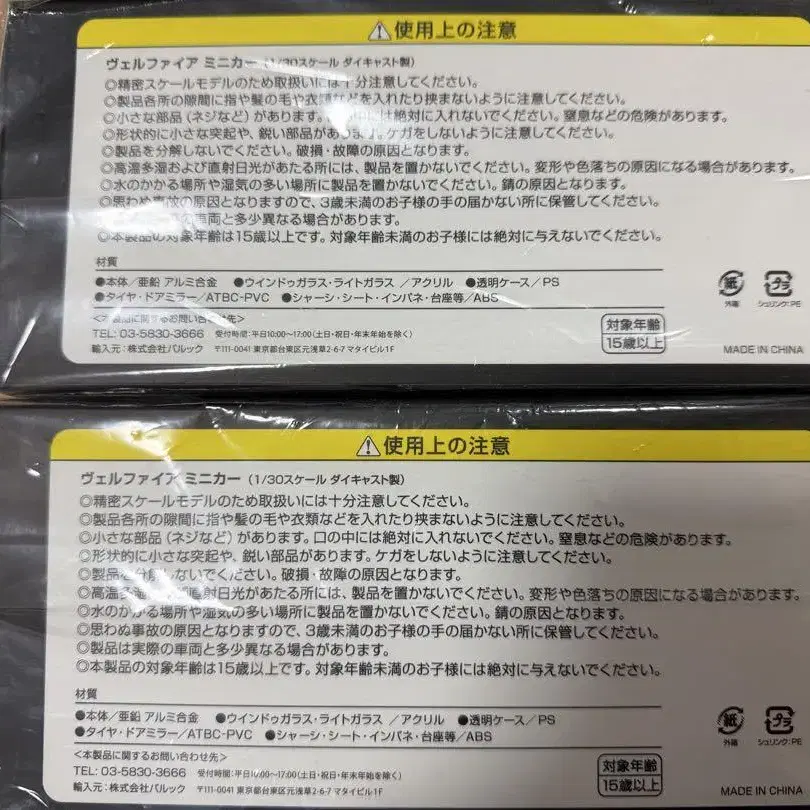 ⚠使用上の注意
ヴェルファイア ミニカー(1/30スケール ダイキャスト製)
◎精密スケールモデルのため取扱いには十分注意してください。
◎製品各所の隙間に指や髪の毛や衣類などを入れたり挟まないように注意してください。
◎小さな部品(ネジなど)があります。中には絶対に入れないでください。窒息などの危険があります。
◎形状的に小さな突起や、鋭い部品があります。ケガをしないように注意してください。
◎製品を分解しないでください。破損・故障の原因となります。
◎高温多湿および直射日光があたる所には、製品を置かないでください。変形や色落ちの原因になる場合があります。
◎水のかかる場所や湿気の多い場所に製品を置かないでください。錆の原因となります。
◎思わぬ事故の原因となりますので、3歳未満のお子様の手の届かない所に保管してください。
の車両と多少異なる場合があります。
◎本製品の対象年齢は15歳以上です。対象年齢未満のお子様には絶対に与えないでください。
材質
●本体/亜鉛 アルミ合金 ●ウインドゥガラス・ライトガラス/アクリル ●透明ケース/PS
●タイヤ・ドアミラー/ATBC-PVC ●シャーシ・シート・インパネ・台座等/ABS
<本製品に関するお問い合わせ先>
TEL: 03-5830-3666 受付時間:平日10:00〜17:00(土日・祝日・年末年始を除く)
輸入元:株式会社パルック 〒111-0041 東京都台東区元浅草2-6-7 マタイビル1F
対象年齢
15歳以上
紙
外箱
プラ
シュリンク:PE
MADE IN CHINA
⚠使用上の注意
ヴェルファイア ミニカー(1/30スケール ダイキャスト製)
◎精密スケールモデルのため取扱いには十分注意してください。
◎製品各所の隙間に指や髪の毛や衣類などを入れたり挟まないように注意してください。
◎小さな部品(ネジなど)があります。口の中には絶対に入れないでください。窒息などの危険があります。
◎形状的に小さな突起や、鋭い部品があります。ケガをしないように注意してください。
◎製品を分解しないでください。破損・故障の原因となります。
◎高温多湿 直射日光があたる所には、製品を置かないでください。変形や色落ちの原因になる場合があります。
◎水のかかる場所や湿気の多い場所に製品を置かないでください。錆の原因となります。
◎思わぬ事故の原因となりますので、3歳未満のお子様の手の届かない所に保管してください。
◎製品は実際の車両と多少異なる場合があります。
◎本製品の対象年齢は15歳以上です。対象年齢未満のお子様には絶対に与えないでください。
材質
●本体/亜鉛 アルミ合金 ●ウインドゥガラス・ライトガラス/アクリル ●透明ケース/PS
●タイヤ・ドアミラー/ATBC-PVC ●シャーシ・シート・インパネ・台座等/ABS
<本製品に関するお問い合わせ先>
TEL: 03-5830-3666 受付時間:平日10:00〜17:00(土日・祝日・年末年始を除く)
輸入元:株式会社パルック 〒111-0041 東京都台東区元浅草2-6-7 マタイビル1F
対象年齢
15歳以上
紙
外箱
プラ
シュリンク:PE
MADE IN CHINA